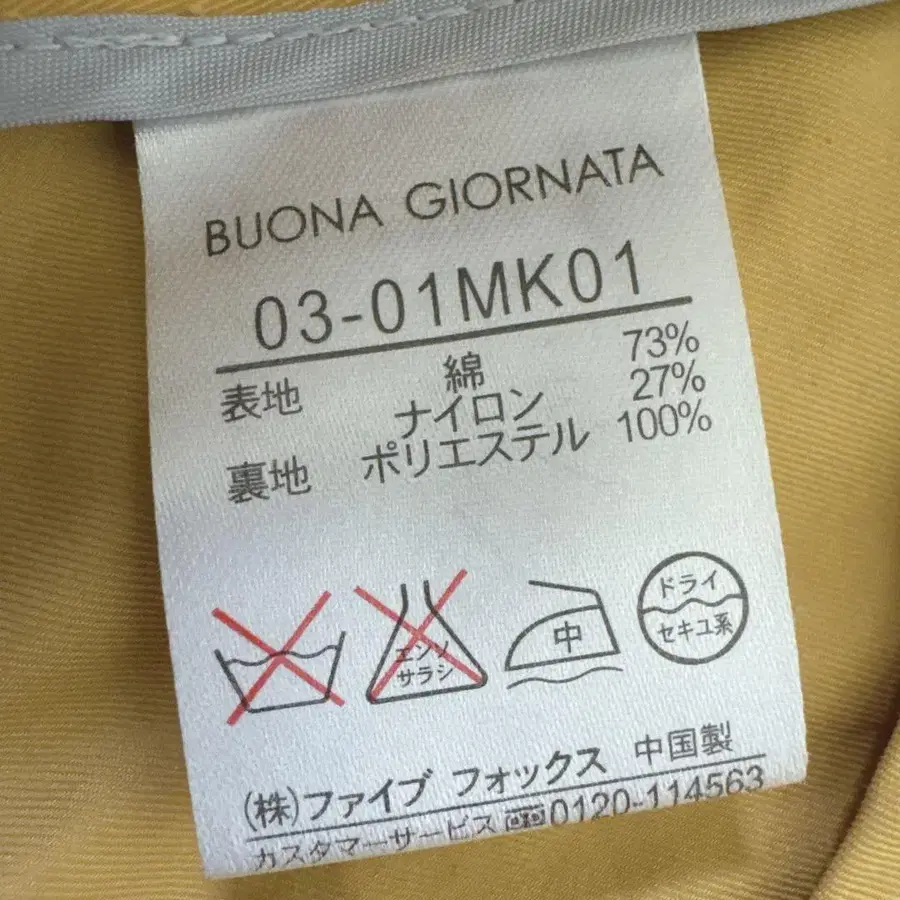 BUONA GIORNATA
03-01MK01
表地 綿 73%
ナイロン 27%
裏地 ポリエステル 100%
エンソ
サラシ
中
ドライ
セキユ系
(株)ファイブ フォックス 中国製
カスタマーサービス 0120-114563